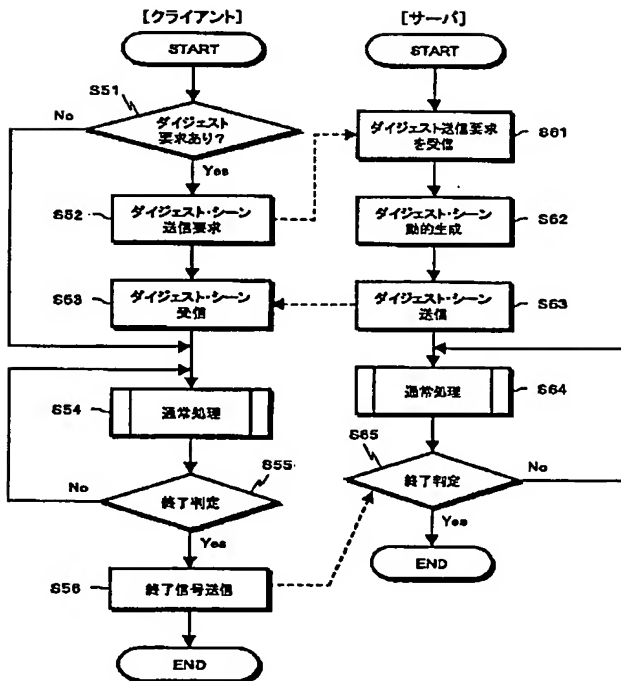 [クライアント]
START
S51
No
ダイジェスト
要求あり?
Yes
S52
ダイジェスト・シーン
送信要求
S53
ダイジェスト・シーン
受信
S54
通常処理
S55
No
終了判定
Yes
S56
終了信号送信
END
[サーバ]
START
ダイジェスト送信要求
を受信
S61
ダイジェスト・シーン
動的生成
S62
ダイジェスト・シーン
送信
S63
通常処理
S64
S65
終了判定
No
Yes
END